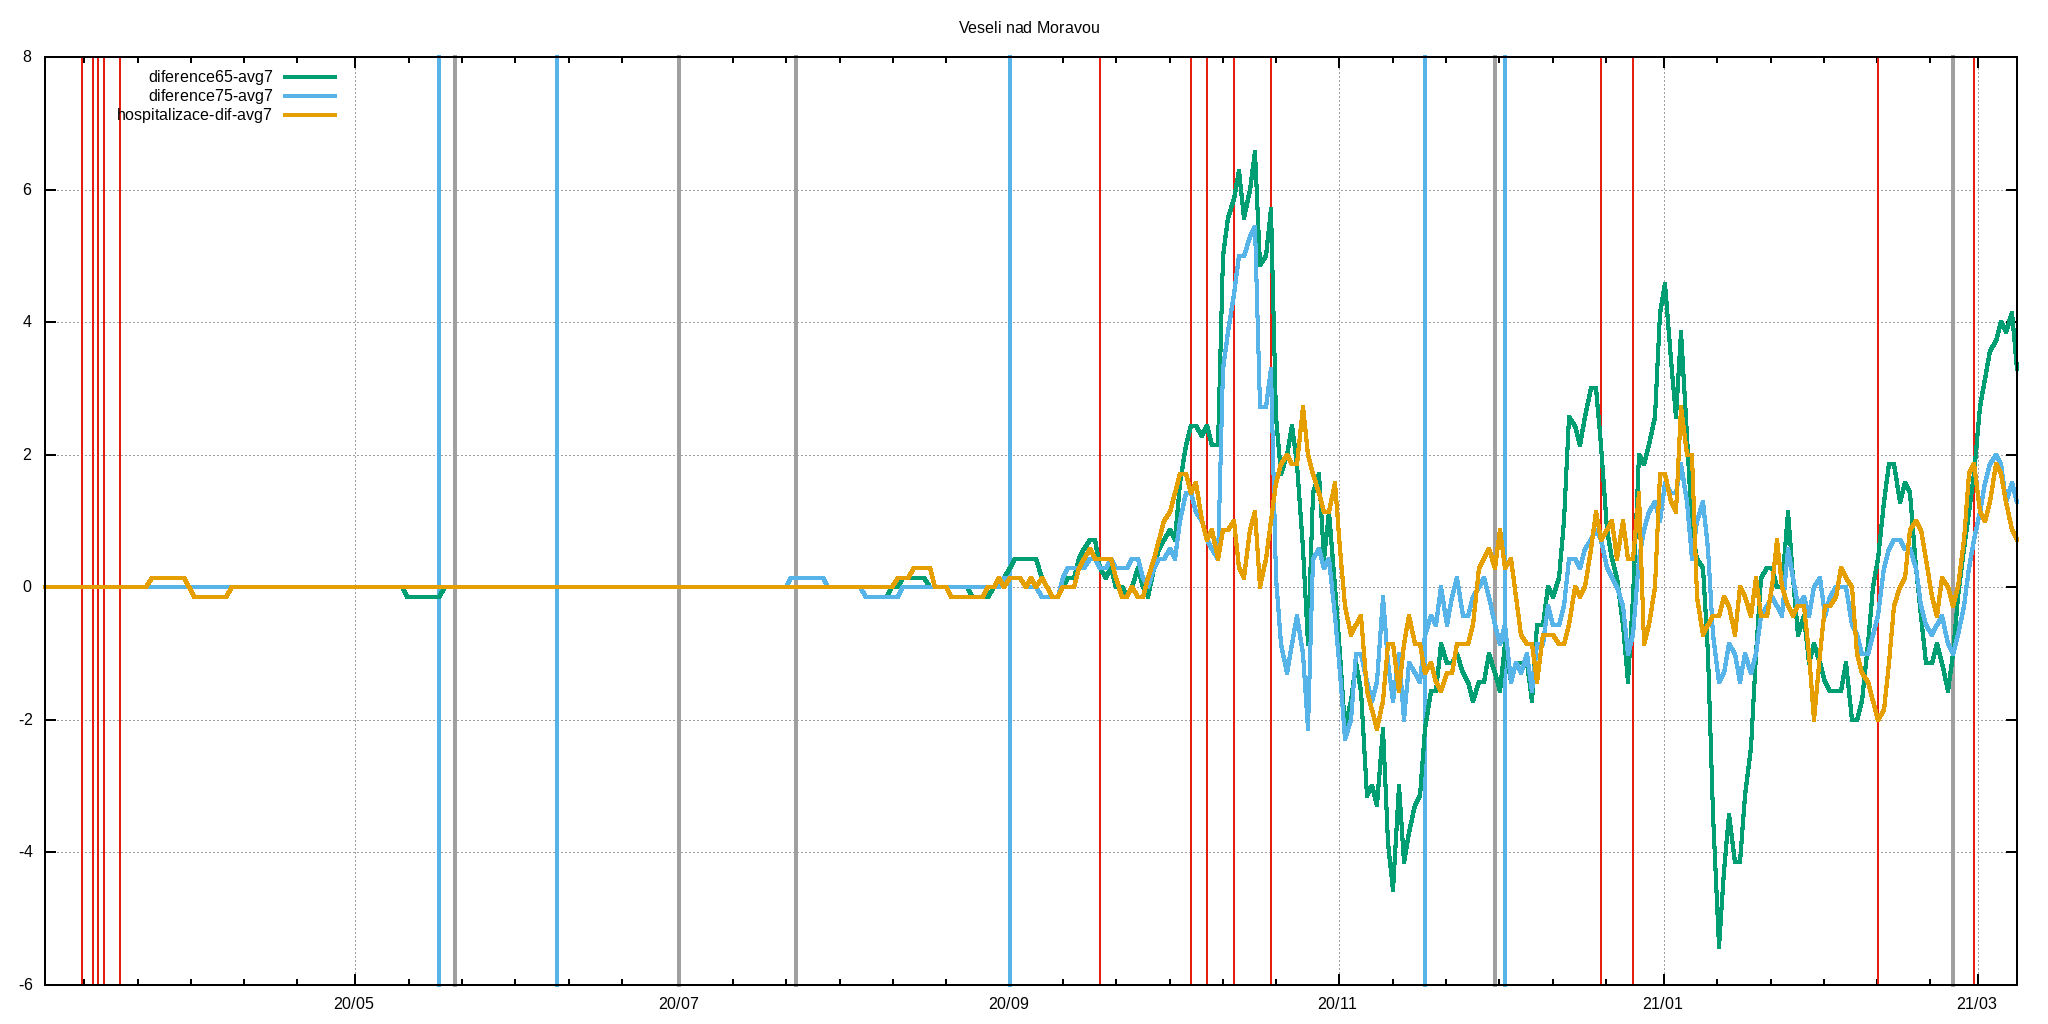 Veseli nad Moravou
8
diference65-avg7
diference75-avg7
hospitalizace-dif-avg7
6
4
2
0
-2
-4
-6
20/05 20/07 20/09 20/11 21/01 21/03